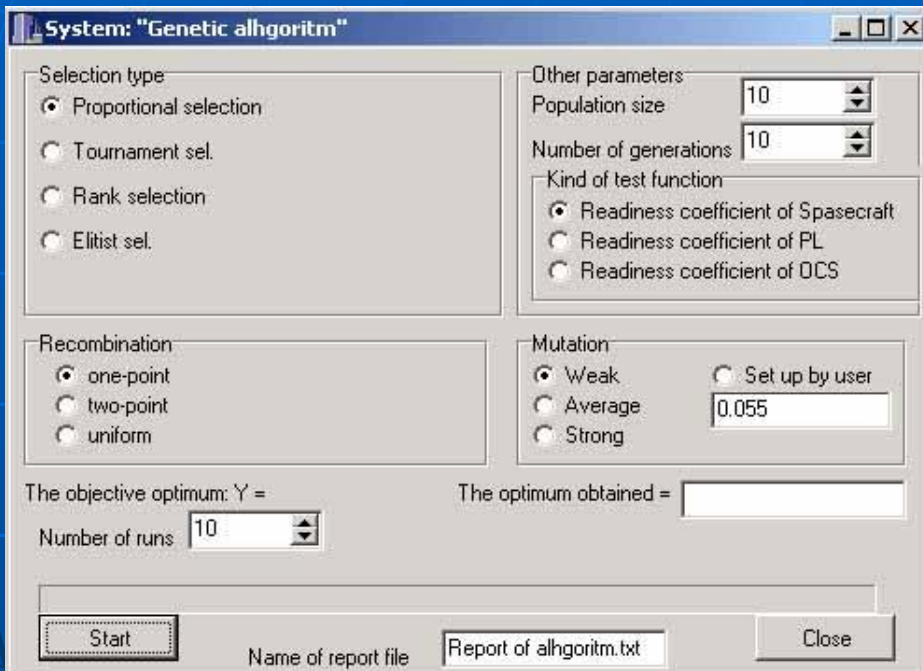 System: "Genetic alhgoritm"
Selection type
Proportional selection
Tournament sel.
Rank selection
Elitist sel.
Other parameters
Population size 10
Number of generations 10
Kind of test function
Readiness coefficient of Spasecraft
Readiness coefficient of PL
Readiness coefficient of OCS
Recombination
one-point
two-point
uniform
Mutation
Weak
Average
Strong
Set up by user
0.055
The objective optimum: Y =
The optimum obtained =
Number of runs 10
Start
Name of report file Report of alhgoritm.txt
Close